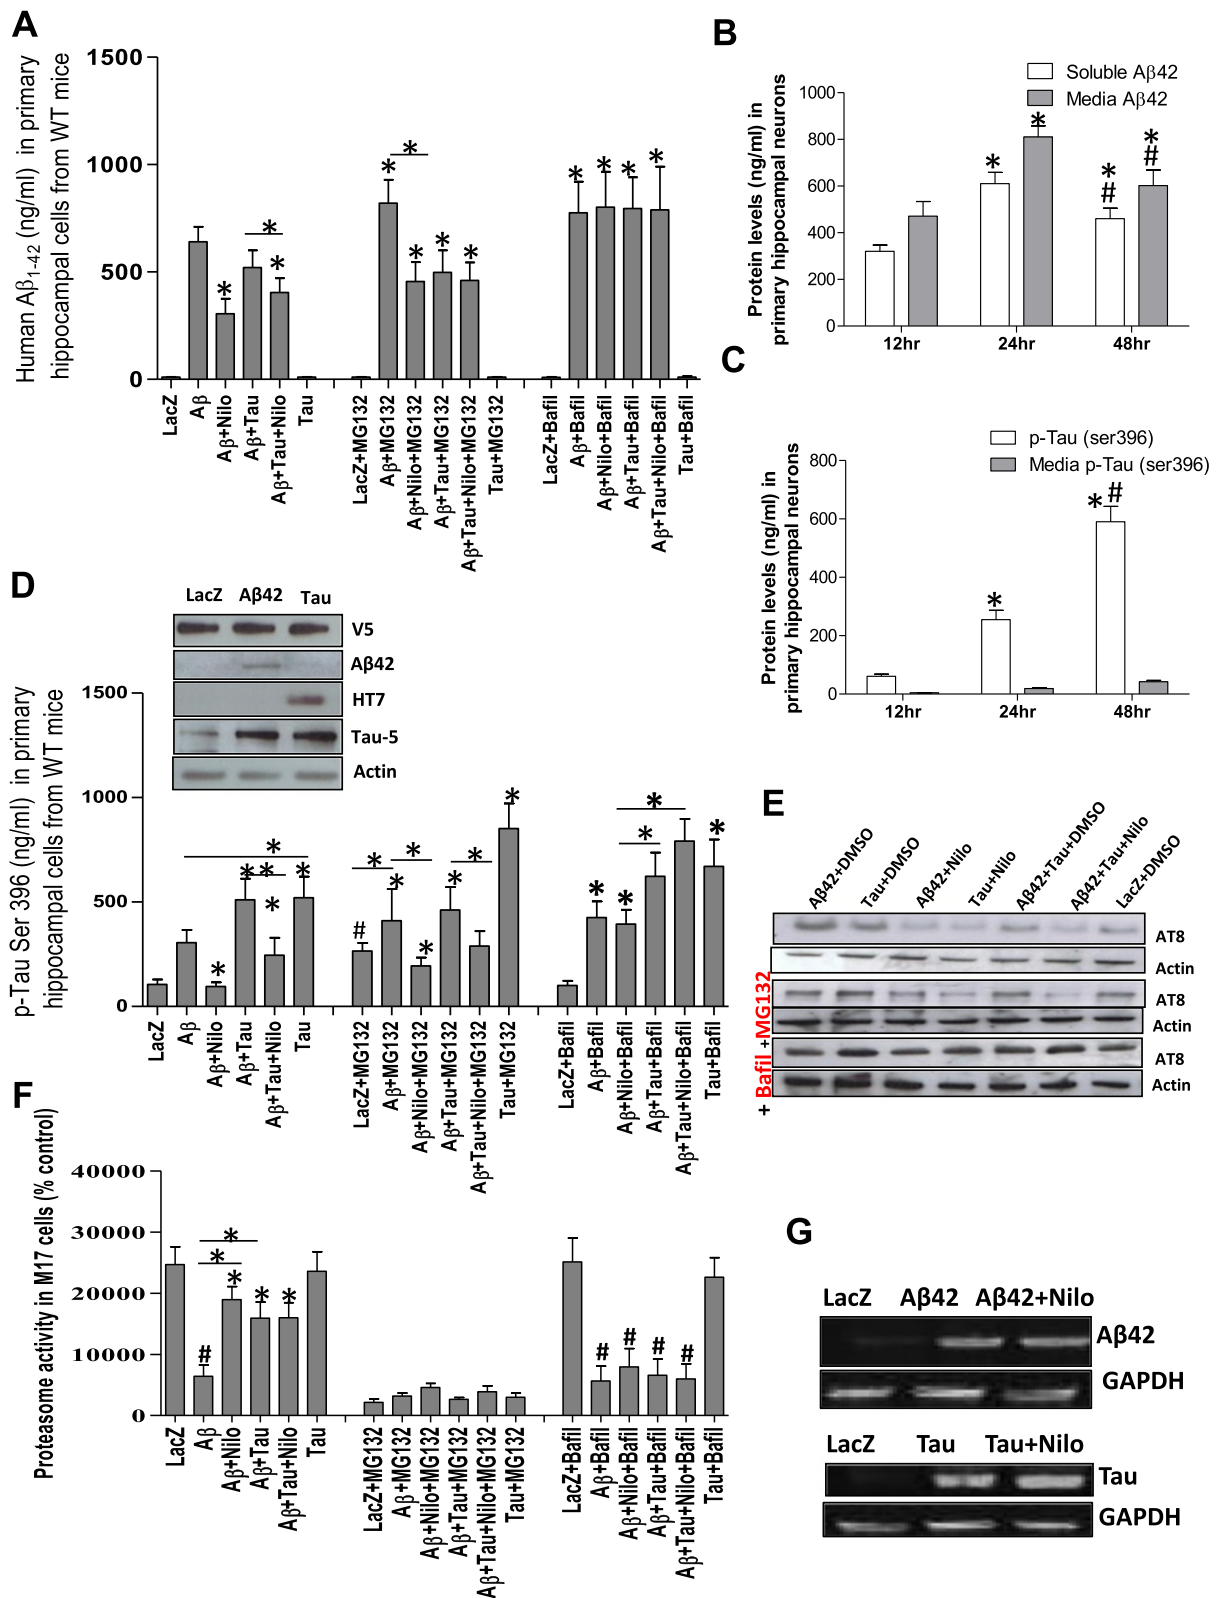 A
Human Aβ1-42 (ng/ml) in primary
hippocampal cells from WT mice
1500
1000
500
0
*
*
*
*
*
*
*
*
*
*
*
*
*
LacZ
Aβ
Aβ+Nilo
Aβ+Tau
Aβ+Tau+Nilo
Tau
LacZ+MG132
Aβ+MG132
Aβ+Nilo+MG132
Aβ+Tau+MG132
Aβ+Tau+Nilo+MG132
Tau+MG132
LacZ+Bafil
Aβ+Bafil
Aβ+Nilo+Bafil
Aβ+Tau+Bafil
Aβ+Tau+Nilo+Bafil
Tau+Bafil
B
Protein levels (ng/ml) in
primary hippocampal neurons
Soluble Aβ42
Media Aβ42
1000
800
600
400
200
0
*
*
*
#
*
#
12hr
24hr
48hr
C
Protein levels (ng/ml) in
primary hippocampal neurons
p-Tau (ser396)
Media p-Tau (ser396)
800
600
400
200
0
*
* #
12hr
24hr
48hr
D
LacZ Aβ42 Tau
V5
Aβ42
HT7
Tau-5
Actin
p-Tau Ser 396 (ng/ml) in primary
hippocampal cells from WT mice
1500
1000
500
0
*
*
*
*
*
*
#
*
*
*
*
*
*
*
*
*
*
*
*
LacZ
Aβ
Aβ+Nilo
Aβ+Tau
Aβ+Tau+Nilo
Tau
LacZ+MG132
Aβ+MG132
Aβ+Nilo+MG132
Aβ+Tau+MG132
Aβ+Tau+Nilo+MG132
Tau+MG132
LacZ+Bafil
Aβ+Bafil
Aβ+Nilo+Bafil
Aβ+Tau+Bafil
Aβ+Tau+Nilo+Bafil
Tau+Bafil
E
Aβ42+DMSO
Tau+DMSO
Aβ42+Nilo
Tau+Nilo
Aβ42+Tau+DMSO
Aβ42+Tau+Nilo
LacZ+DMSO
AT8
Actin
+MG132
AT8
Actin
+ Bafil
AT8
Actin
F
Proteasome activity in M17 cells (% control)
40000
30000
20000
10000
0
#
*
*
*
*
*
#
#
#
#
LacZ
Aβ
Aβ+Nilo
Aβ+Tau
Aβ+Tau+Nilo
Tau
LacZ+MG132
Aβ+MG132
Aβ+Nilo+MG132
Aβ+Tau+MG132
Aβ+Tau+Nilo+MG132
Tau+MG132
LacZ+Bafil
Aβ+Bafil
Aβ+Nilo+Bafil
Aβ+Tau+Bafil
Aβ+Tau+Nilo+Bafil
Tau+Bafil
G
LacZ Aβ42 Aβ42+Nilo
Aβ42
GAPDH
LacZ Tau Tau+Nilo
Tau
GAPDH